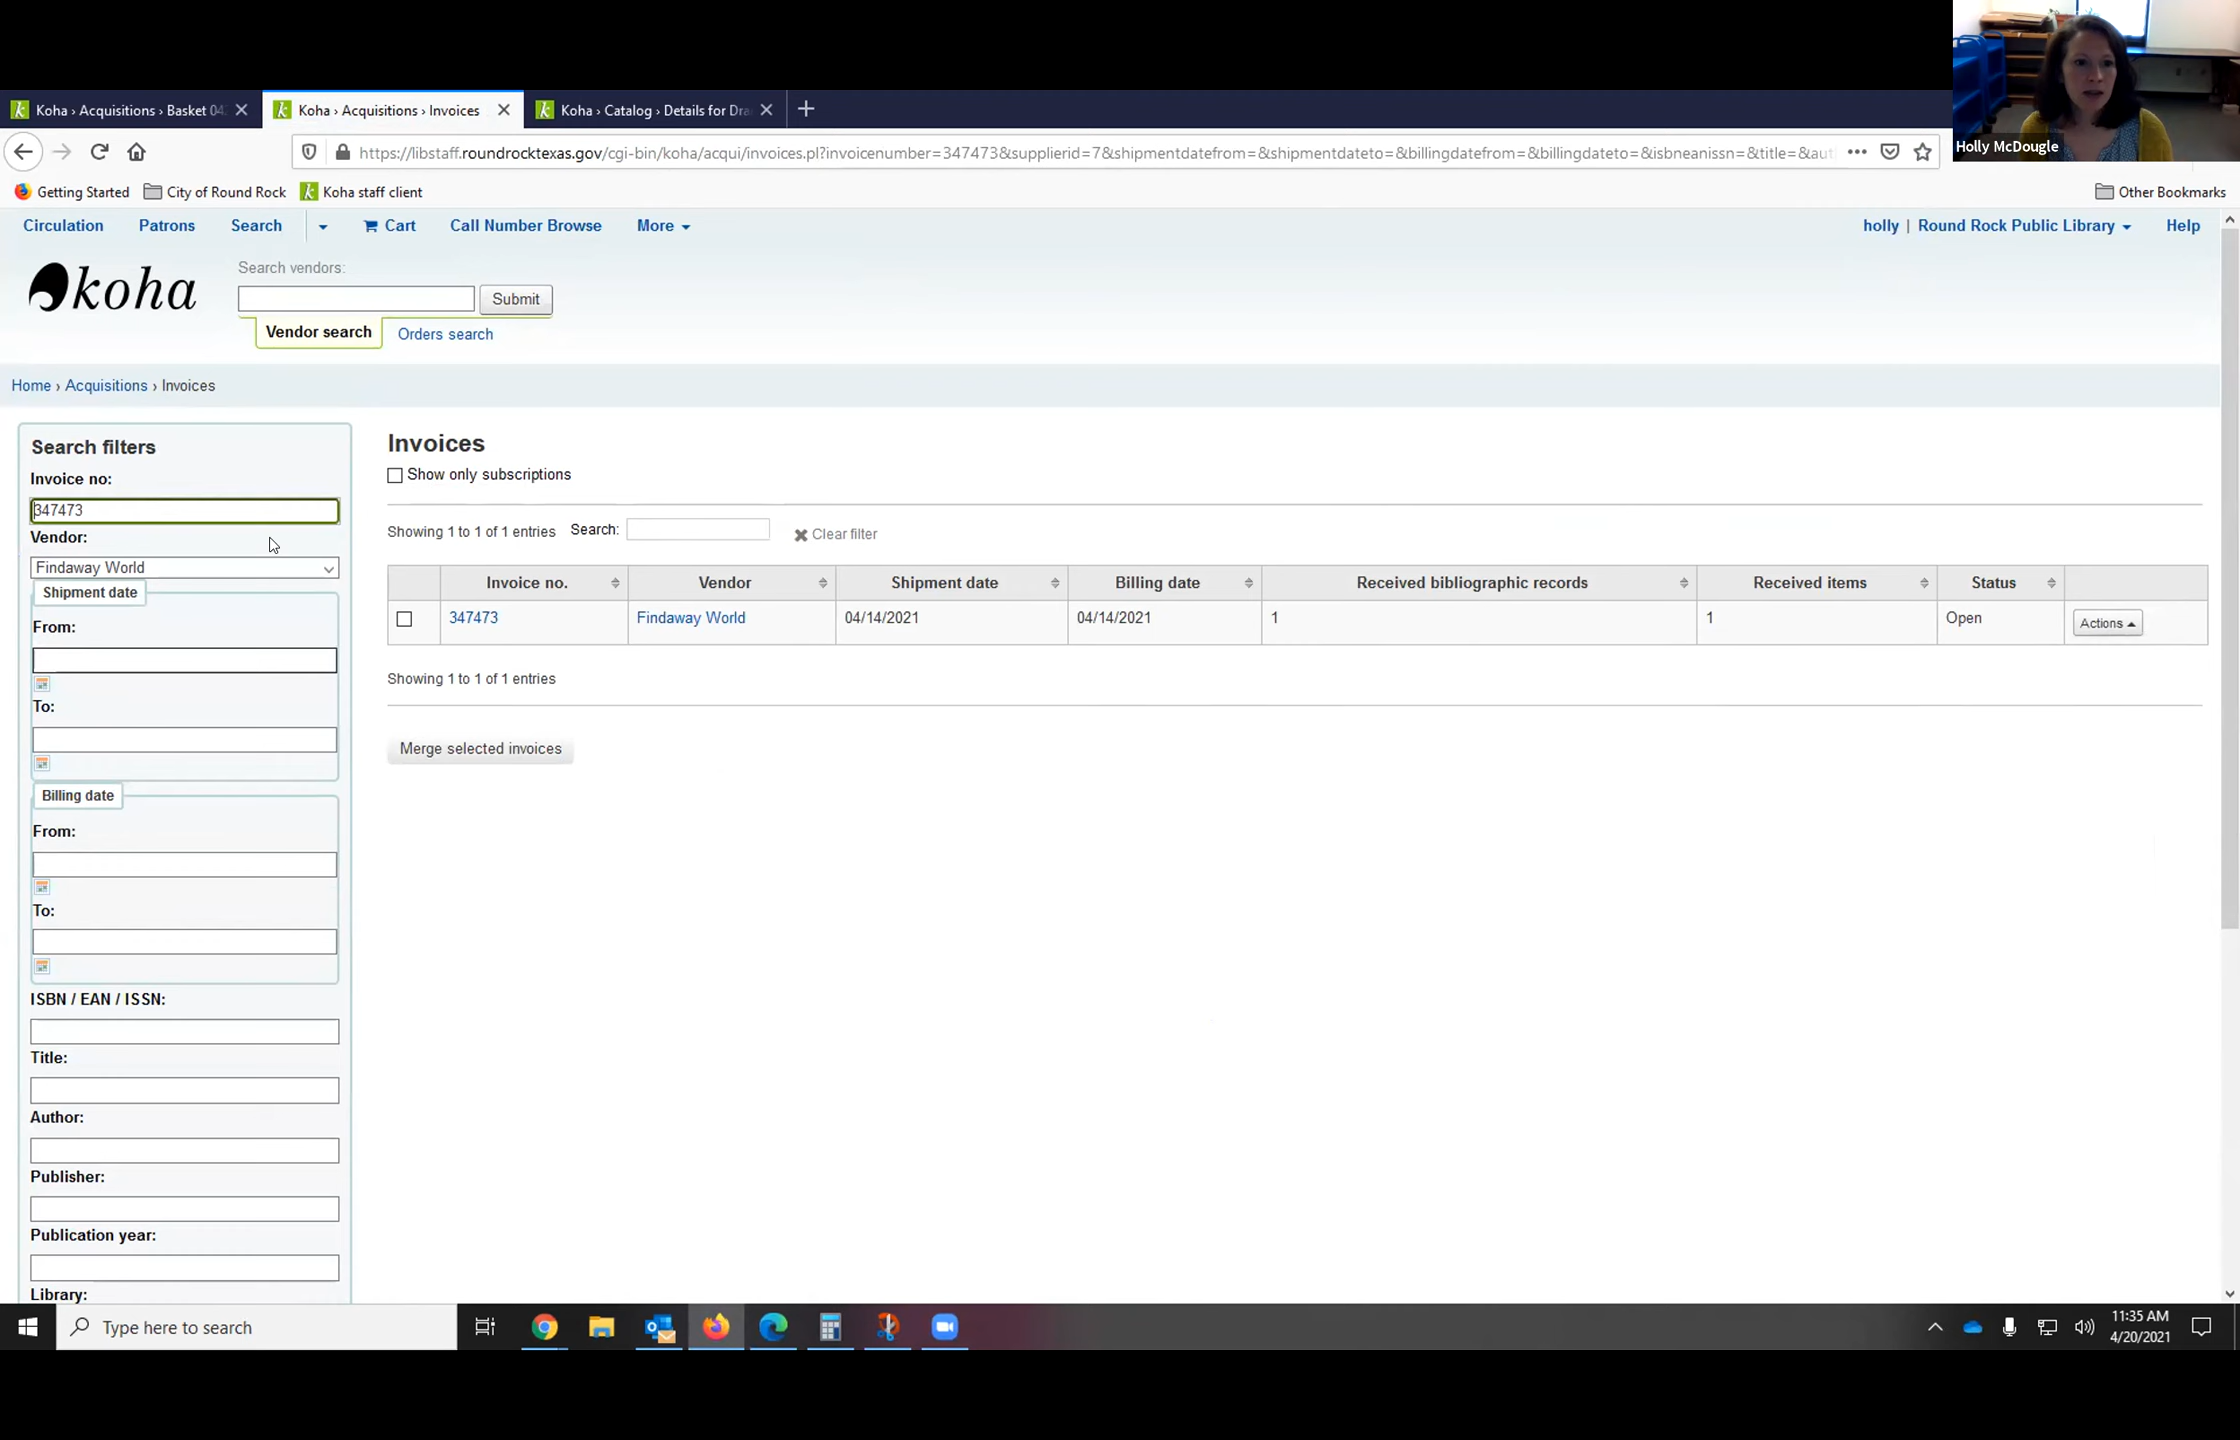 Koha › Acquisitions › Basket 04
Koha › Acquisitions › Invoices
Koha › Catalog › Details for Dra
Holly McDougle
https://libstaff.roundrocktexas.gov/cgi-bin/koha/acqui/invoices.pl?invoicenumber=347473&supplierid=7&shipmentdatefrom=&shipmentdateto=&billingdatefrom=&billingdateto=&isbneanissn=&title=&aut
Getting Started
City of Round Rock
Koha staff client
Other Bookmarks
Circulation Patrons Search Cart Call Number Browse More
holly | Round Rock Public Library Help
koha
Search vendors:
Submit
Vendor search Orders search
Home › Acquisitions › Invoices
Search filters
Invoice no:
347473
Vendor:
Findaway World
Shipment date
From:
To:
Billing date
From:
To:
ISBN / EAN / ISSN:
Title:
Author:
Publisher:
Publication year:
Library:
Invoices
Show only subscriptions
Showing 1 to 1 of 1 entries Search: Clear filter
Invoice no. Vendor Shipment date Billing date Received bibliographic records Received items Status
347473 Findaway World 04/14/2021 04/14/2021 1 1 Open Actions
Showing 1 to 1 of 1 entries
Merge selected invoices
Type here to search
11:35 AM
4/20/2021